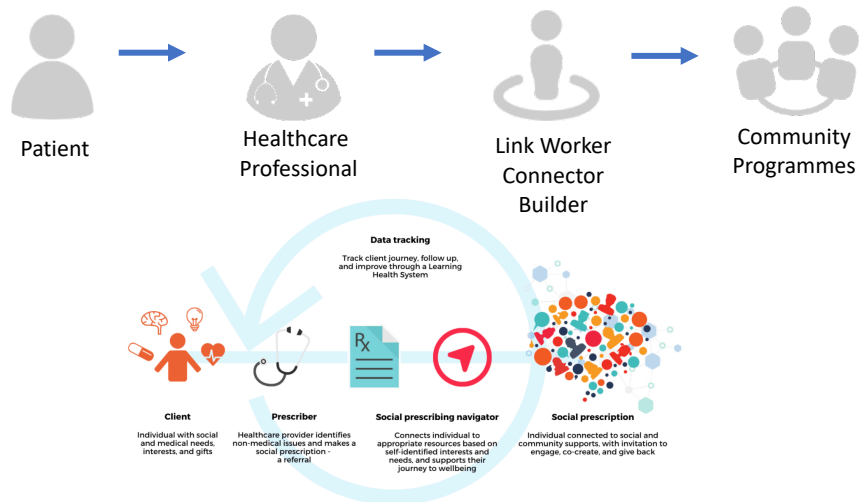 Patient
Healthcare
Professional
Link Worker
Connector
Builder
Community
Programmes
Data tracking
Track client journey, follow up,
and improve through a Learning
Health System
Rx
Client
Individual with social
and medical needs,
interests, and gifts
Prescriber
Healthcare provider identifies
non-medical issues and makes a
social prescription -
a referral
Social prescribing navigator
Connects individual to
appropriate resources based on
self-identified interests and
needs, and supports their
journey to wellbeing
Social prescription
Individual connected to social and
community supports, with invitation to
engage, co-create, and give back